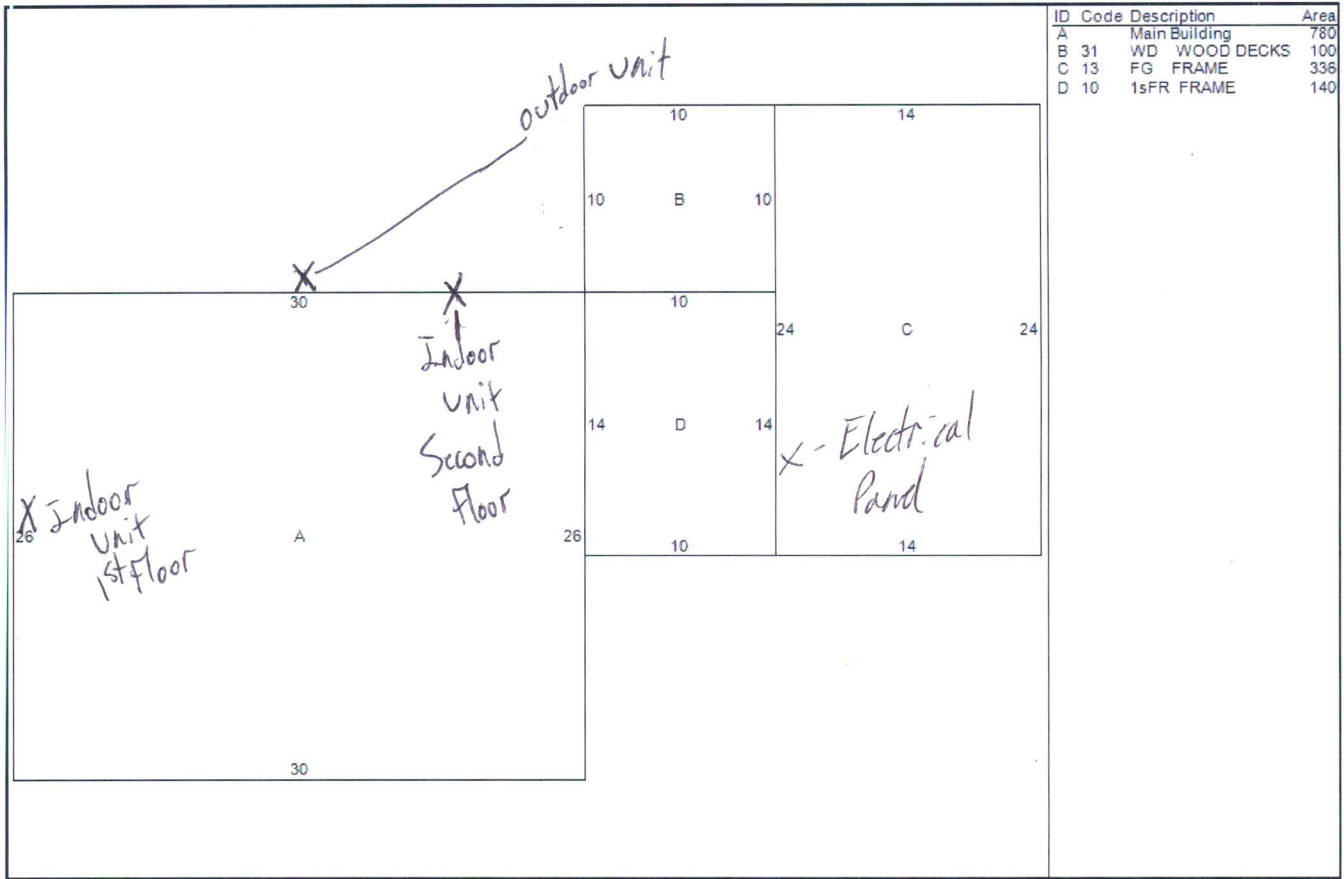 ID Code Description Area
A Main Building 780
B 31 WD WOOD DECKS 100
C 13 FG FRAME 336
D 10 1sFR FRAME 140
outdoor unit
10
14
10 B 10
X
X
30
10
24 C 24
Indoor
unit
Second
Floor
14 D 14
X - Electrical
Panel
X Indoor
unit
1st Floor
26 A 26
10
14
30